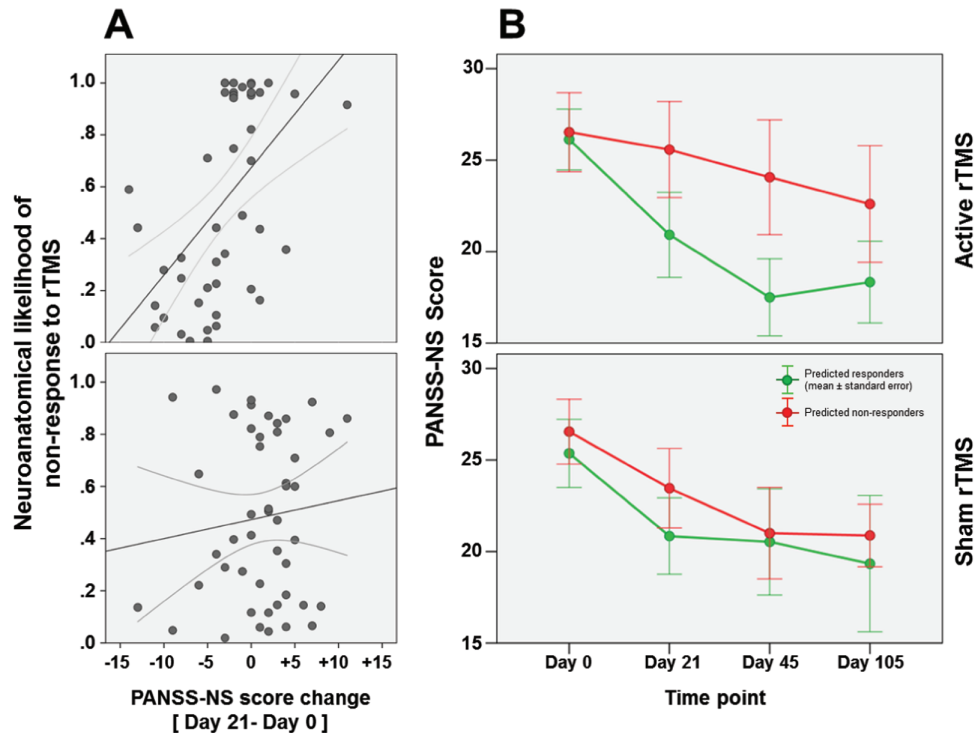 A
Neuroanatomical likelihood of
non-response to rTMS
1.0
.8
.6
.4
.2
.0
1.0
.8
.6
.4
.2
.0
-15 -10 -5 0 +5 +10 +15
PANSS-NS score change
[ Day 21- Day 0 ]
B
PANSS-NS Score
30
25
20
15
Active rTMS
30
25
20
15
Predicted responders
(mean ± standard error)
Predicted non-responders
Sham rTMS
Day 0 Day 21 Day 45 Day 105
Time point